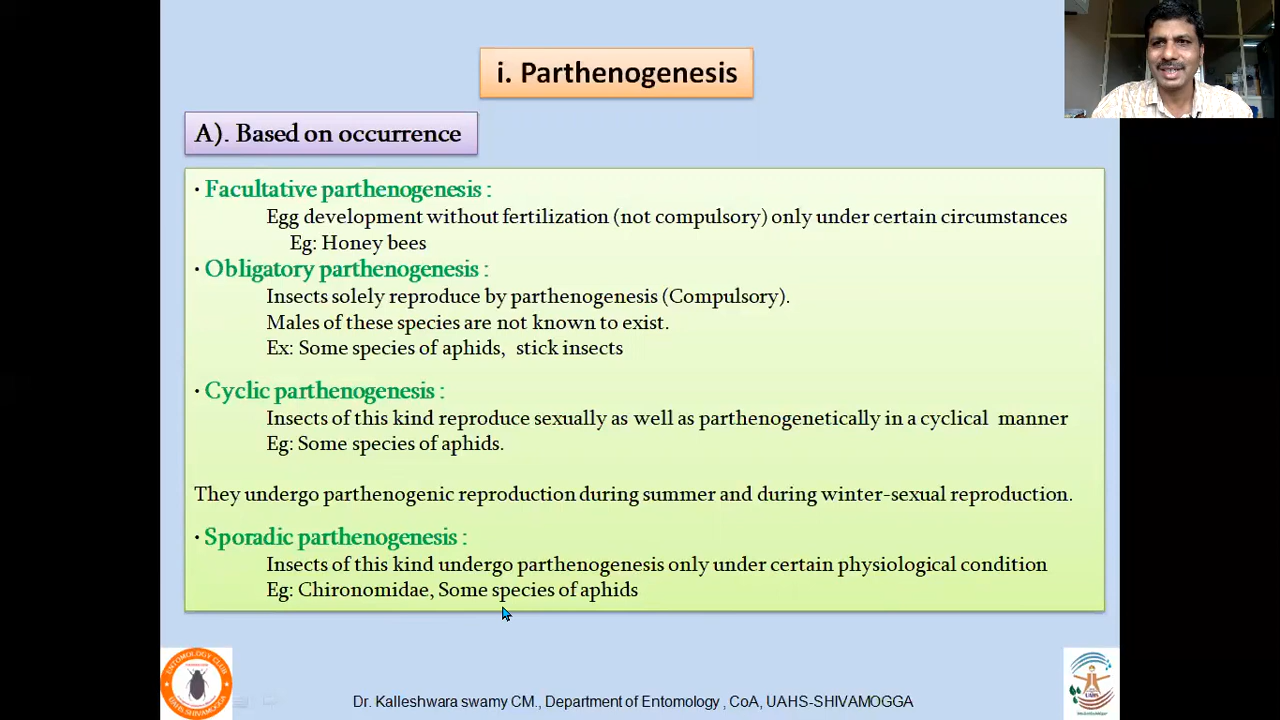 i. Parthenogenesis
A). Based on occurrence
· Facultative parthenogenesis :
Egg development without fertilization (not compulsory) only under certain circumstances
Eg: Honey bees
· Obligatory parthenogenesis :
Insects solely reproduce by parthenogenesis (Compulsory).
Males of these species are not known to exist.
Ex: Some species of aphids, stick insects
· Cyclic parthenogenesis :
Insects of this kind reproduce sexually as well as parthenogenetically in a cyclical manner
Eg: Some species of aphids.
They undergo parthenogenic reproduction during summer and during winter-sexual reproduction.
· Sporadic parthenogenesis :
Insects of this kind undergo parthenogenesis only under certain physiological condition
Eg: Chironomidae, Some species of aphids
ENTOMOLOGY CLUB
UAHS-SHIVAMOGGA
UAHS
Dr. Kalleshwara swamy CM., Department of Entomology , CoA, UAHS-SHIVAMOGGA